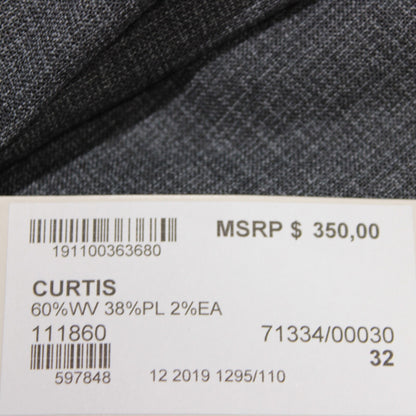 MSRP $ 350,00
191100363680
CURTIS
60%WV 38%PL 2%EA
111860 71334/00030
32
597848 12 2019 1295/110